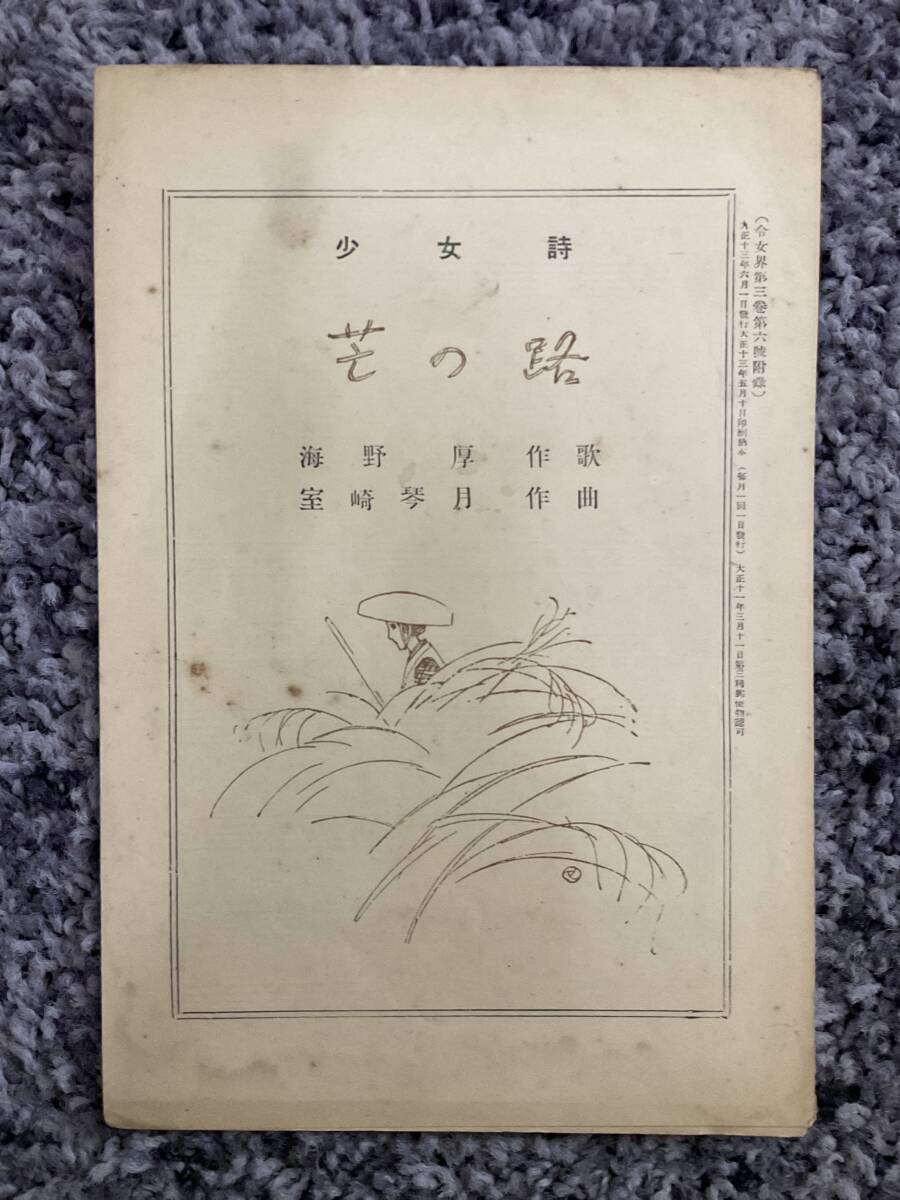 少女詩
芒の路
海野厚作歌
室崎琴月作曲
（令女界第三卷第六號附錄）
大正十三年六月一日發行大正十三年五月十日印刷納本（每月一回一日發行）大正十一年三月十一日第三種郵便物認可